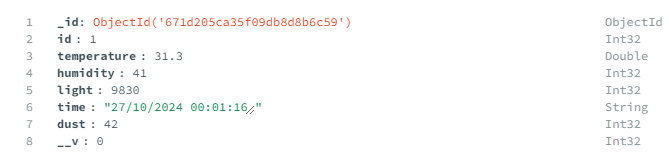 1 _id: ObjectId('671d205ca35f09db8d8b6c59') ObjectId
2 id : 1 Int32
3 temperature : 31.3 Double
4 humidity : 41 Int32
5 light : 9830 Int32
6 time : "27/10/2024 00:01:16," String
7 dust : 42 Int32
8 __v : 0 Int32